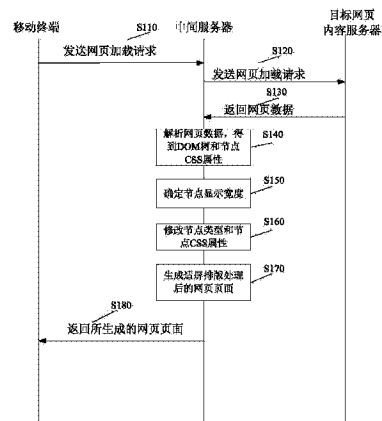 移动终端
中间服务器
目标网页
内容服务器
S110
发送网页加载请求
S120
发送网页加载请求
S130
返回网页数据
解析网页数据，得
到DOM树和节点
CSS属性
S140
确定节点显示宽度
S150
修改节点类型和节
点CSS属性
S160
生成适屏排版处理
后的网页页面
S170
S180
返回所生成的网页页面